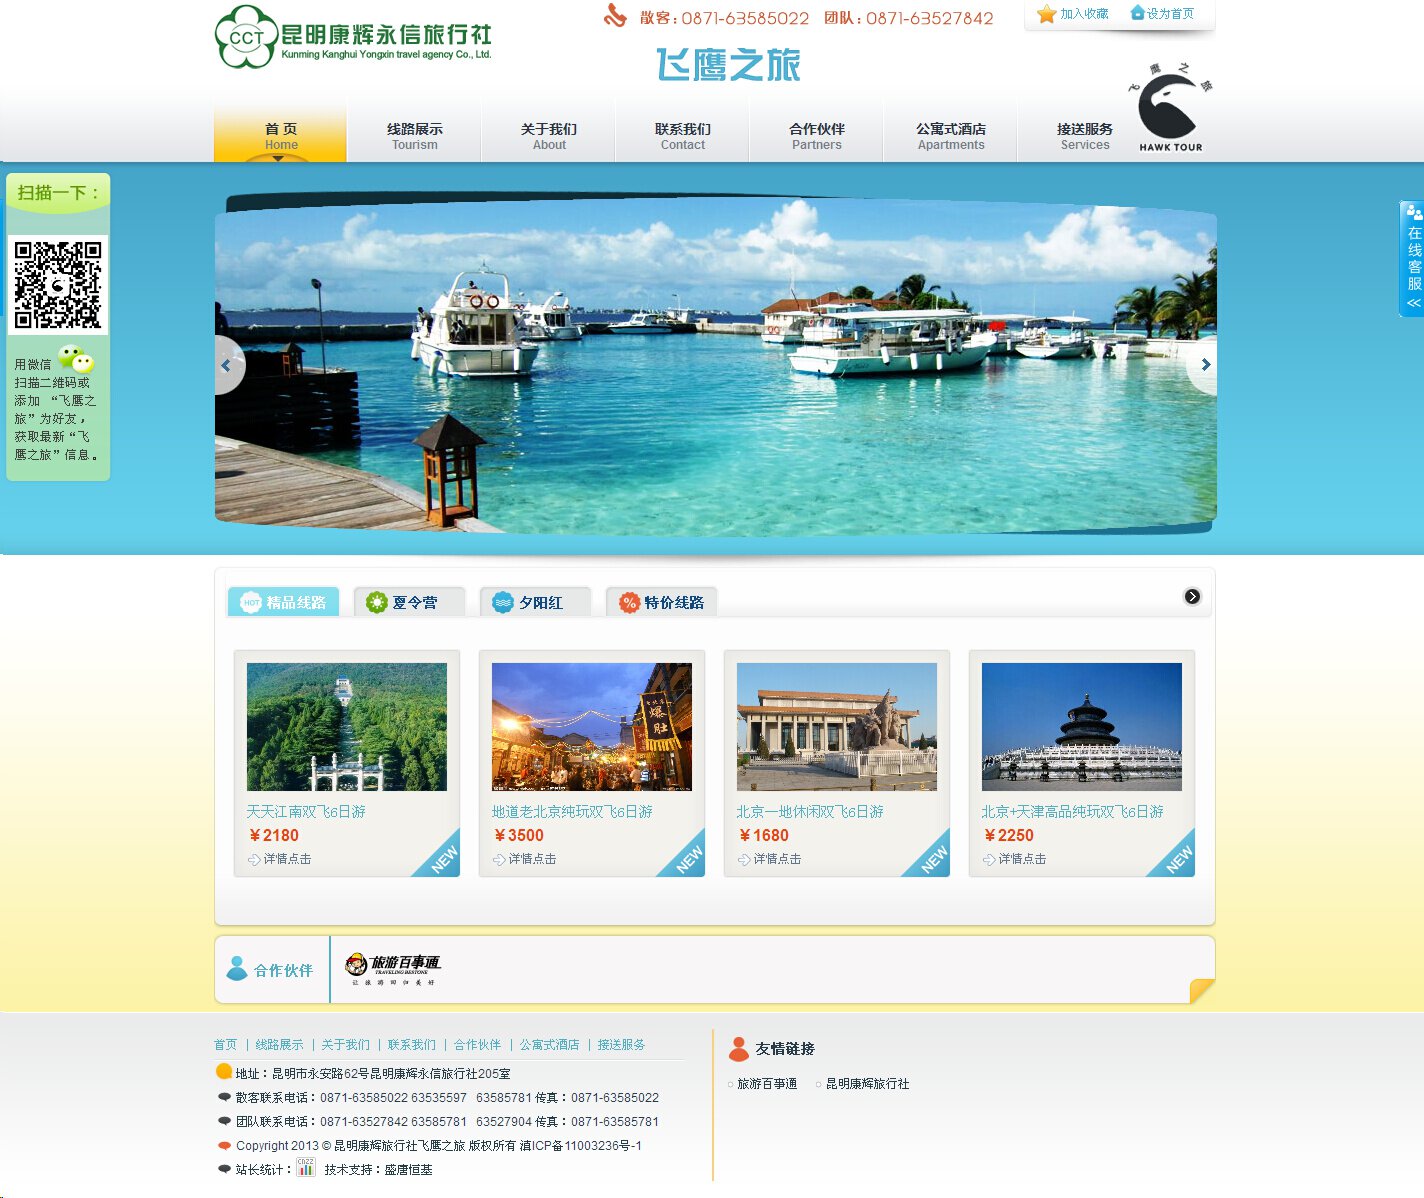 CCT
昆明康辉永信旅行社
Kunming Kanghui Yongxin travel agency Co., Ltd.
散客:0871-63585022 团队:0871-63527842
飞鹰之旅
加入收藏 设为首页
飞鹰之旅
HAWK TOUR
首 页 线路展示 关于我们 联系我们 合作伙伴 公寓式酒店 接送服务
Home Tourism About Contact Partners Apartments Services
扫描一下：
用微信
扫描二维码或
添加 “飞鹰之
旅”为好友，
获取最新“飞
鹰之旅”信息。
在线客服
HOT 精品线路 夏令营 夕阳红 % 特价线路
爆肚
天天江南双飞6日游 地道老北京纯玩双飞6日游 北京一地休闲双飞6日游 北京+天津高品纯玩双飞6日游
￥2180 ￥3500 ￥1680 ￥2250
详情点击 详情点击 详情点击 详情点击
NEW NEW NEW NEW
合作伙伴
旅游百事通
TRAVELING BESTONE
让旅游回归美好
首页 | 线路展示 | 关于我们 | 联系我们 | 合作伙伴 | 公寓式酒店 | 接送服务
地址：昆明市永安路62号昆明康辉永信旅行社205室
散客联系电话：0871-63585022 63535597 63585781 传真：0871-63585022
团队联系电话：0871-63527842 63585781 63527904 传真：0871-63585781
Copyright 2013 © 昆明康辉旅行社飞鹰之旅 版权所有 滇ICP备11003236号-1
站长统计： CNZZ 技术支持：盛唐恒基
友情链接
旅游百事通 昆明康辉旅行社